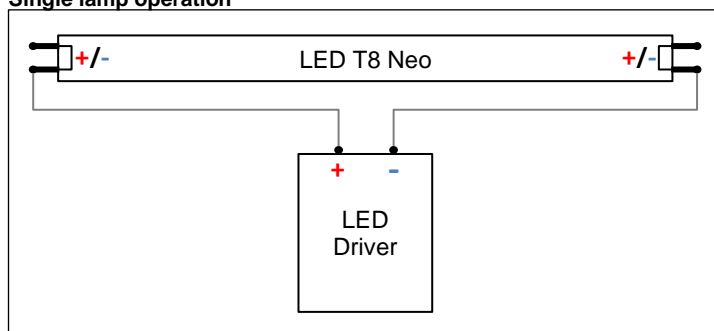 Single lamp operation
+/- LED T8 Neo +/-
+ -
LED
Driver